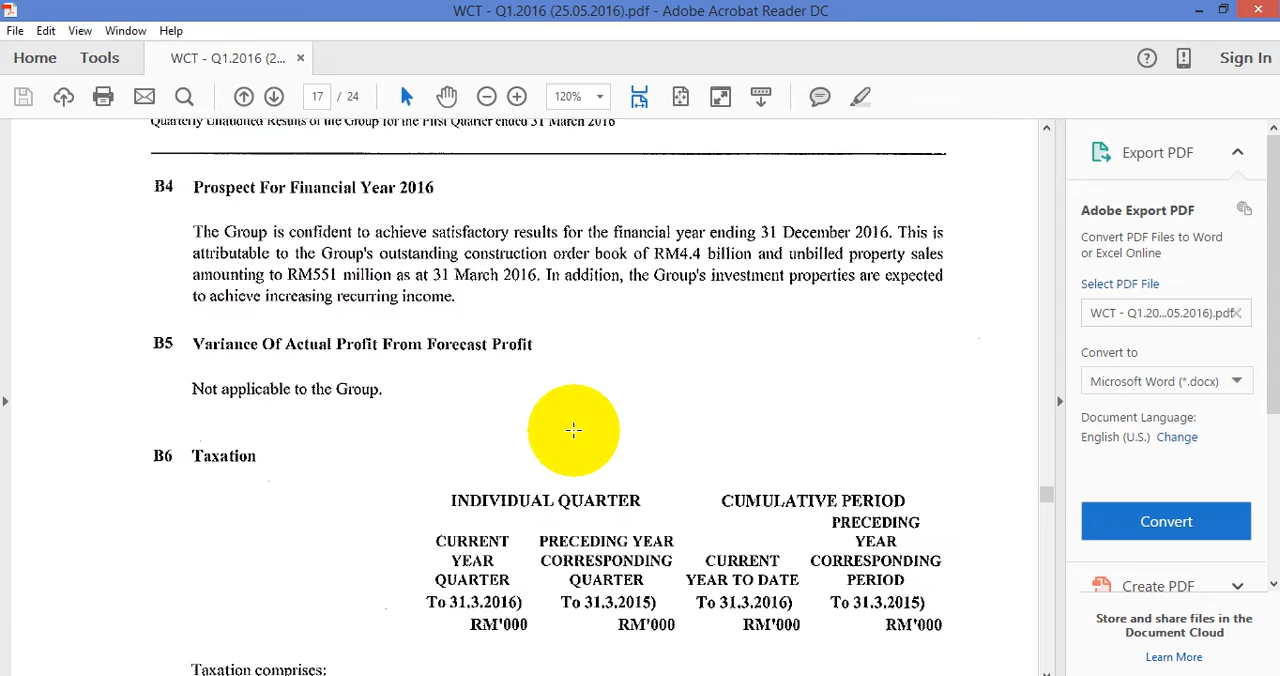 WCT - Q1.2016 (25.05.2016).pdf - Adobe Acrobat Reader DC
File Edit View Window Help
Home Tools WCT - Q1.2016 (2... × Sign In
17 / 24 120%
Quarterly Unaudited Results of the Group for the First Quarter ended 31 March 2016
B4 Prospect For Financial Year 2016
The Group is confident to achieve satisfactory results for the financial year ending 31 December 2016. This is
attributable to the Group's outstanding construction order book of RM4.4 billion and unbilled property sales
amounting to RM551 million as at 31 March 2016. In addition, the Group's investment properties are expected
to achieve increasing recurring income.
B5 Variance Of Actual Profit From Forecast Profit
Not applicable to the Group.
B6 Taxation
INDIVIDUAL QUARTER CUMULATIVE PERIOD
PRECEDING
CURRENT PRECEDING YEAR YEAR
YEAR CORRESPONDING CURRENT CORRESPONDING
QUARTER QUARTER YEAR TO DATE PERIOD
To 31.3.2016) To 31.3.2015) To 31.3.2016) To 31.3.2015)
RM'000 RM'000 RM'000 RM'000
Taxation comprises:
Export PDF
Adobe Export PDF
Convert PDF Files to Word
or Excel Online
Select PDF File
WCT - Q1.20...05.2016).pdf
Convert to
Microsoft Word (*.docx)
Document Language:
English (U.S.) Change
Convert
Create PDF
Store and share files in the
Document Cloud
Learn More